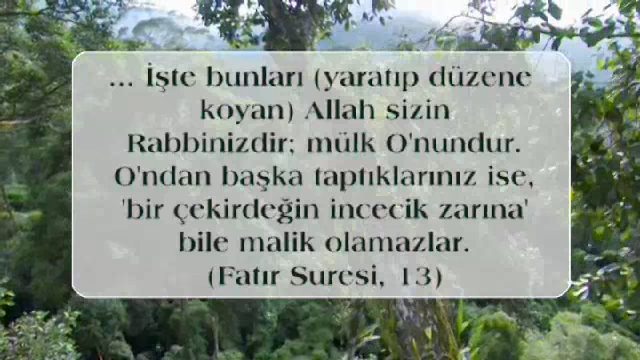 ... İşte bunları (yaratıp düzene
koyan) Allah sizin
Rabbinizdir; mülk O'nundur.
O'ndan başka taptıklarınız ise,
'bir çekirdeğin incecik zarına'
bile malik olamazlar.
(Fatır Suresi, 13)